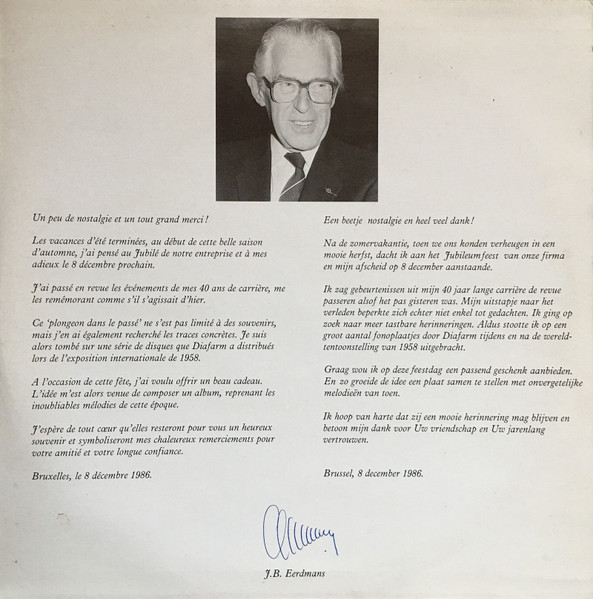 Un peu de nostalgie et un tout grand merci !
Les vacances d'été terminées, au début de cette belle saison
d'automne, j'ai pensé au Jubilé de notre entreprise et à mes
adieux le 8 décembre prochain.
J'ai passé en revue les événements de mes 40 ans de carrière, me
les remémorant comme s'il s'agissait d'hier.
Ce 'plongeon dans le passé' ne s'est pas limité à des souvenirs,
mais j'en ai également recherché les traces concrètes. Je suis
alors tombé sur une série de disques que Diafarm a distribués
lors de l'exposition internationale de 1958.
A l'occasion de cette fête, j'ai voulu offrir un beau cadeau.
L'idée m'est alors venue de composer un album, reprenant les
inoubliables mélodies de cette époque.
J'espère de tout cœur qu'elles resteront pour vous un heureux
souvenir et symboliseront mes chaleureux remerciements pour
votre amitié et votre longue confiance.
Bruxelles, le 8 décembre 1986.
Een beetje nostalgie en heel veel dank !
Na de zomervakantie, toen we ons konden verheugen in een
mooie herfst, dacht ik aan het Jubileumfeest van onze firma
en mijn afscheid op 8 december aanstaande.
Ik zag gebeurtenissen uit mijn 40 jaar lange carrière de revue
passeren alsof het pas gisteren was. Mijn uitstapje naar het
verleden beperkte zich echter niet enkel tot gedachten. Ik ging op
zoek naar meer tastbare herinneringen. Aldus stootte ik op een
groot aantal fonoplaatjes door Diafarm tijdens en na de wereld-
tentoonstelling van 1958 uitgebracht.
Graag wou ik op deze feestdag een passend geschenk aanbieden.
En zo groeide de idee een plaat samen te stellen met onvergetelijke
melodieën van toen.
Ik hoop van harte dat zij een mooie herinnering mag blijven en
betoon mijn dank voor Uw vriendschap en Uw jarenlang
vertrouwen.
Brussel, 8 december 1986.
J.B. Eerdmans